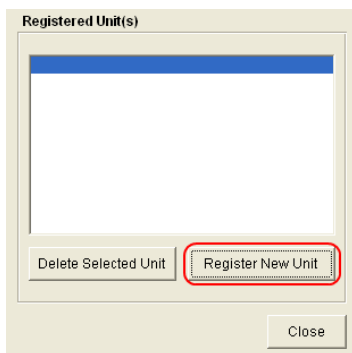 Registered Unit(s)
Delete Selected Unit
Register New Unit
Close